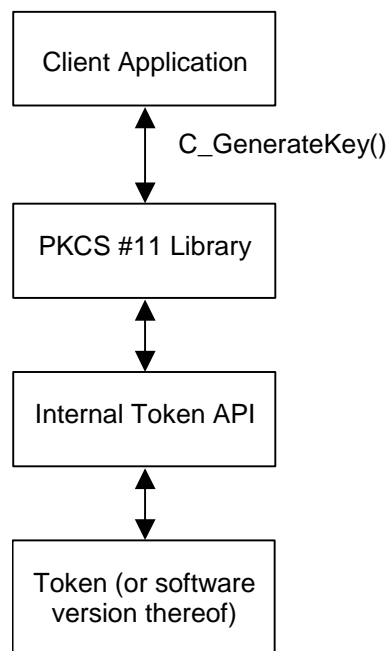 Client Application
C_GenerateKey()
PKCS #11 Library
Internal Token API
Token (or software
version thereof)